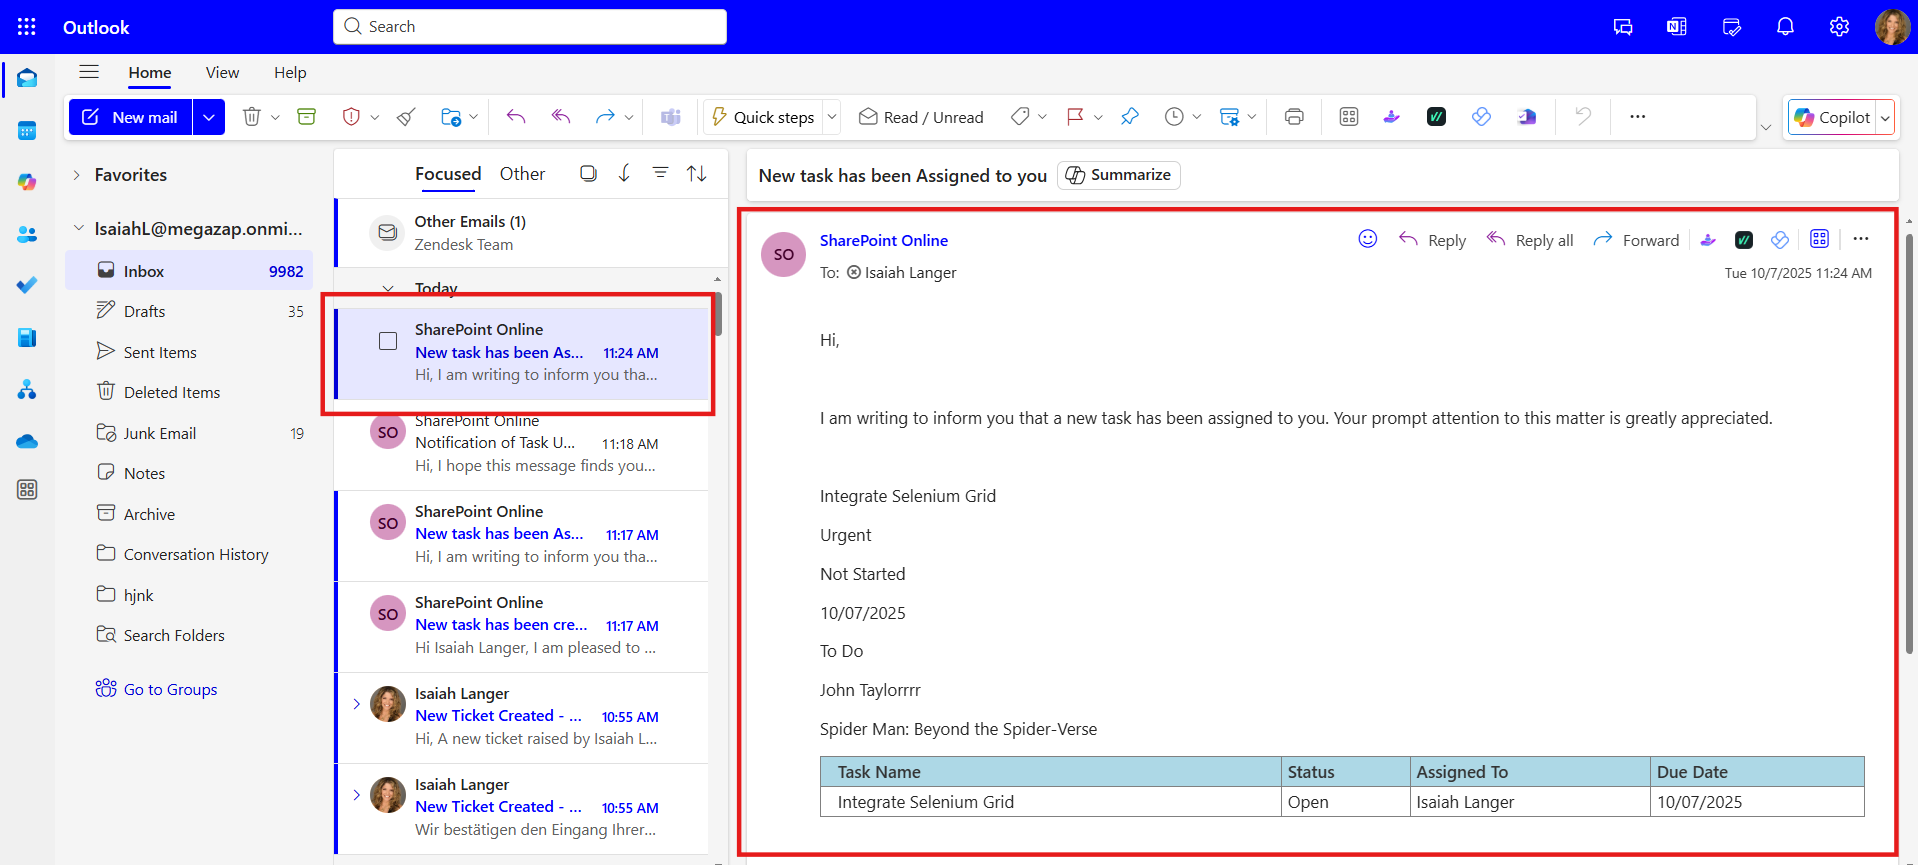 Outlook
Search
Home View Help
New mail
Quick steps
Read / Unread
Copilot
Favorites
IsaiahL@megazap.onmi...
Inbox 9982
Drafts 35
Sent Items
Deleted Items
Junk Email 19
Notes
Archive
Conversation History
hjnk
Search Folders
Go to Groups
Focused Other
Other Emails (1)
Zendesk Team
Today
SharePoint Online
New task has been As... 11:24 AM
Hi, I am writing to inform you tha...
SO
SharePoint Online
Notification of Task U... 11:18 AM
Hi, I hope this message finds you...
SO
SharePoint Online
New task has been As... 11:17 AM
Hi, I am writing to inform you tha...
SO
SharePoint Online
New task has been cre... 11:17 AM
Hi Isaiah Langer, I am pleased to ...
Isaiah Langer
New Ticket Created - ... 10:55 AM
Hi, A new ticket raised by Isaiah L...
Isaiah Langer
New Ticket Created - ... 10:55 AM
Wir bestätigen den Eingang Ihrer...
New task has been Assigned to you Summarize
SO
SharePoint Online
Reply Reply all Forward
To: Isaiah Langer
Tue 10/7/2025 11:24 AM
Hi,
I am writing to inform you that a new task has been assigned to you. Your prompt attention to this matter is greatly appreciated.
Integrate Selenium Grid
Urgent
Not Started
10/07/2025
To Do
John Taylorrrr
Spider Man: Beyond the Spider-Verse
Task Name Status Assigned To Due Date
Integrate Selenium Grid Open Isaiah Langer 10/07/2025